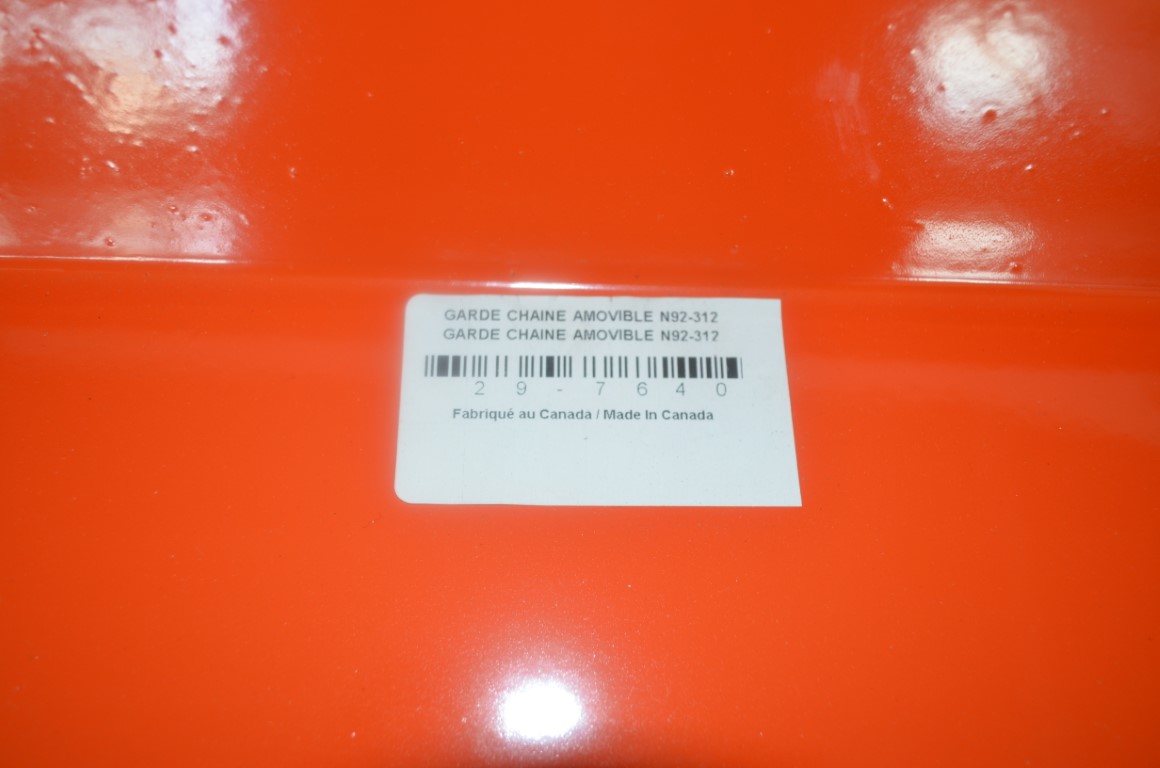 GARDE CHAINE AMOVIBLE N92-312
GARDE CHAINE AMOVIBLE N92-312
29-7640
Fabriqué au Canada / Made In Canada